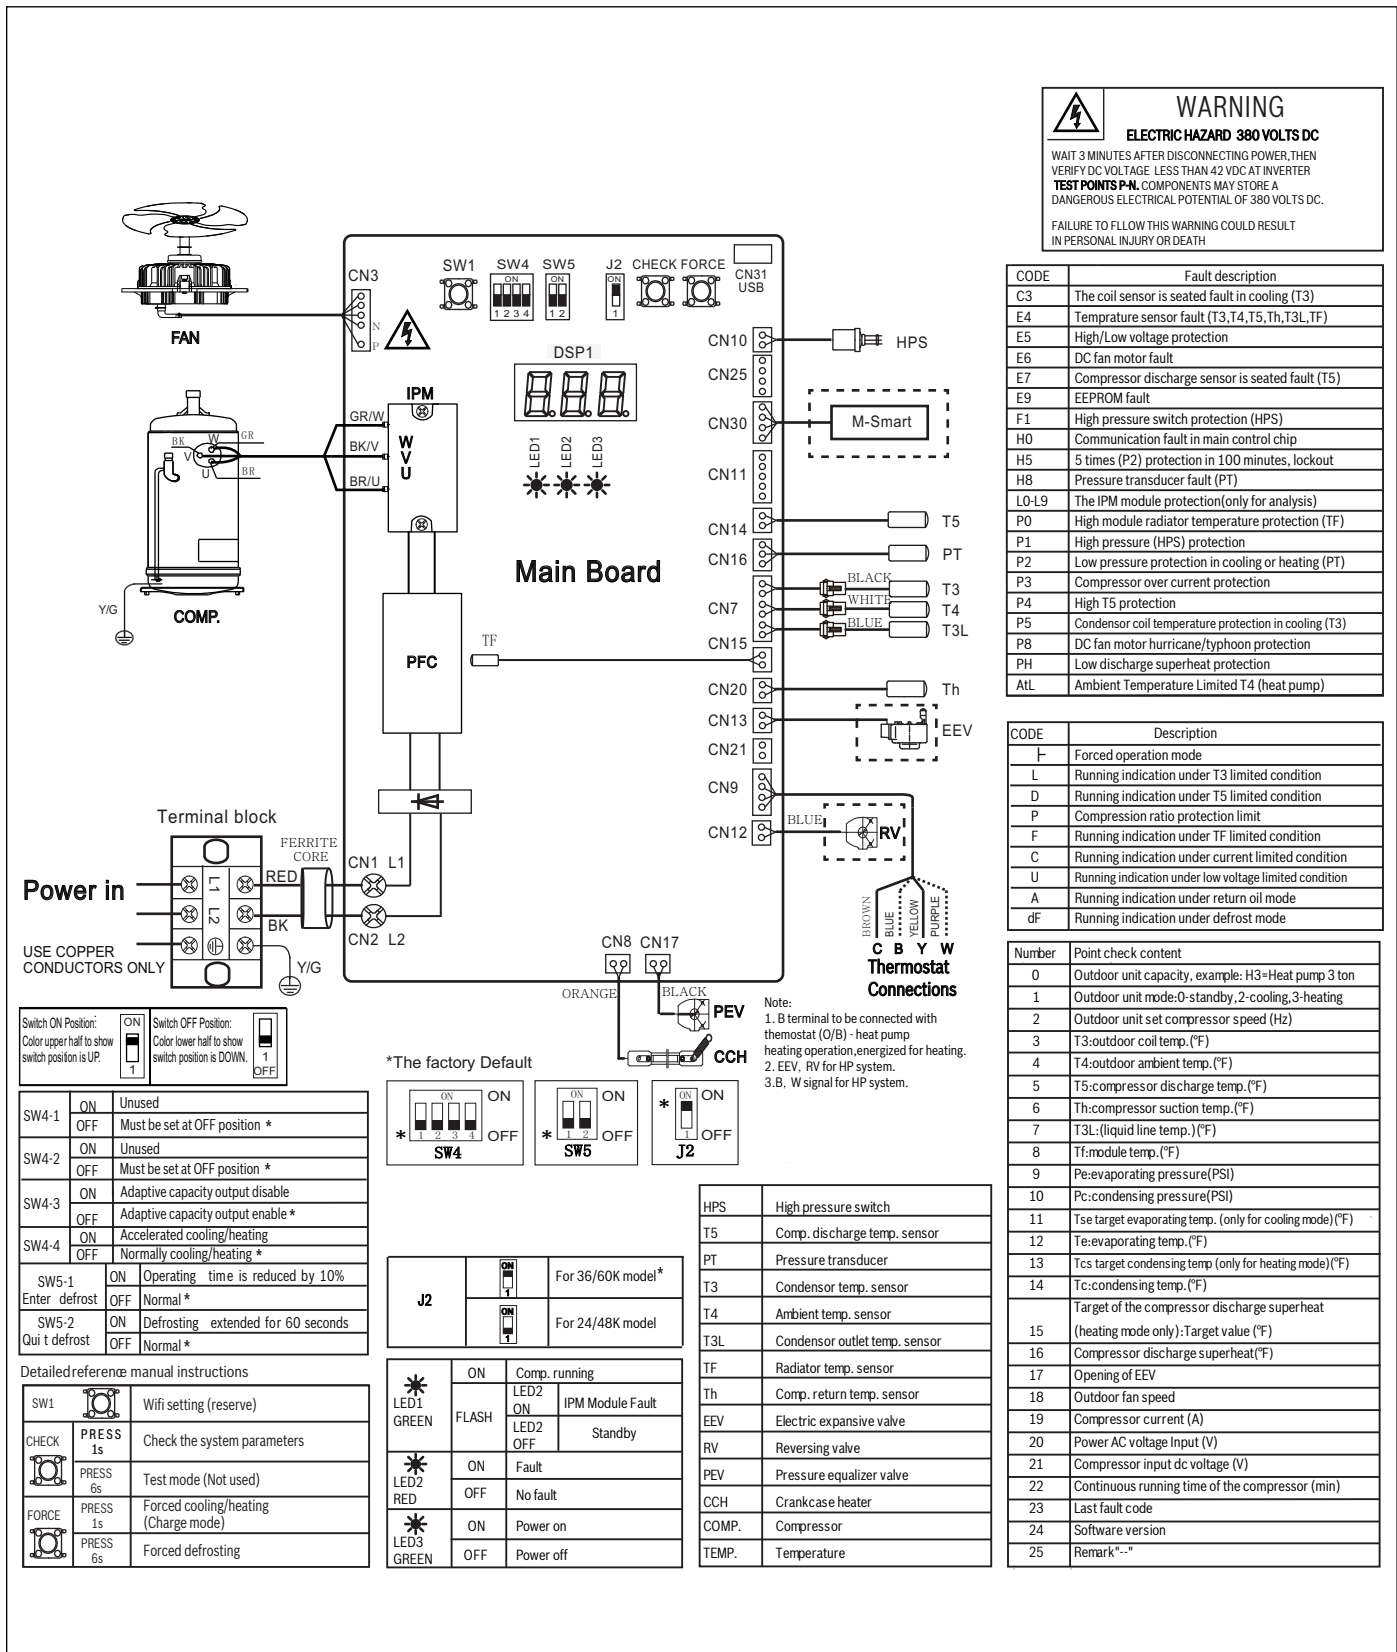 WARNING
ELECTRIC HAZARD 380 VOLTS DC
WAIT 3 MINUTES AFTER DISCONNECTING POWER,THEN
VERIFY DC VOLTAGE LESS THAN 42 VDC AT INVERTER
TEST POINTS P-N. COMPONENTS MAY STORE A
DANGEROUS ELECTRICAL POTENTIAL OF 380 VOLTS DC.
FAILURE TO FLLOW THIS WARNING COULD RESULT
IN PERSONAL INJURY OR DEATH
FAN
CN3
N
P
SW1
SW4
ON
1 2 3 4
SW5
ON
1 2
J2
ON
1
CHECK
FORCE
CN31
USB
DSP1
LED1
LED2
LED3
IPM
W
V
U
GR/W
BK/V
BR/U
BK
W
GR
V
U
BR
Y/G
COMP.
Main Board
PFC
TF
CN10
HPS
CN25
CN30
M-Smart
CN11
CN14
T5
CN16
PT
CN7
BLACK
T3
WHITE
T4
BLUE
T3L
CN15
CN20
Th
CN13
EEV
CN21
CN9
CN12
BLUE
RV
BROWN
BLUE
YELLOW
PURPLE
C B Y W
Thermostat
Connections
Terminal block
Power in
L1
L2
USE COPPER
CONDUCTORS ONLY
RED
BK
Y/G
FERRITE
CORE
CN1 L1
CN2 L2
CN8 CN17
ORANGE
BLACK
PEV
CCH
Note:
1. B terminal to be connected with
themostat (O/B) - heat pump
heating operation,energized for heating.
2. EEV, RV for HP system.
3.B, W signal for HP system.
CODE Fault description
C3 The coil sensor is seated fault in cooling (T3)
E4 Temprature sensor fault (T3,T4,T5,Th,T3L,TF)
E5 High/Low voltage protection
E6 DC fan motor fault
E7 Compressor discharge sensor is seated fault (T5)
E9 EEPROM fault
F1 High pressure switch protection (HPS)
H0 Communication fault in main control chip
H5 5 times (P2) protection in 100 minutes, lockout
H8 Pressure transducer fault (PT)
L0-L9 The IPM module protection(only for analysis)
P0 High module radiator temperature protection (TF)
P1 High pressure (HPS) protection
P2 Low pressure protection in cooling or heating (PT)
P3 Compressor over current protection
P4 High T5 protection
P5 Condensor coil temperature protection in cooling (T3)
P8 DC fan motor hurricane/typhoon protection
PH Low discharge superheat protection
AtL Ambient Temperature Limited T4 (heat pump)
CODE Description
⊢ Forced operation mode
L Running indication under T3 limited condition
D Running indication under T5 limited condition
P Compression ratio protection limit
F Running indication under TF limited condition
C Running indication under current limited condition
U Running indication under low voltage limited condition
A Running indication under return oil mode
dF Running indication under defrost mode
Number Point check content
0 Outdoor unit capacity, example: H3=Heat pump 3 ton
1 Outdoor unit mode:0-standby,2-cooling,3-heating
2 Outdoor unit set compressor speed (Hz)
3 T3:outdoor coil temp.(°F)
4 T4:outdoor ambient temp.(°F)
5 T5:compressor discharge temp.(°F)
6 Th:compressor suction temp.(°F)
7 T3L:(liquid line temp.)(°F)
8 Tf:module temp.(°F)
9 Pe:evaporating pressure(PSI)
10 Pc:condensing pressure(PSI)
11 Tse target evaporating temp. (only for cooling mode)(°F)
12 Te:evaporating temp.(°F)
13 Tcs target condensing temp (only for heating mode)(°F)
14 Tc:condensing temp.(°F)
Target of the compressor discharge superheat
15 (heating mode only):Target value (°F)
16 Compressor discharge superheat(°F)
17 Opening of EEV
18 Outdoor fan speed
19 Compressor current (A)
20 Power AC voltage Input (V)
21 Compressor input dc voltage (V)
22 Continuous running time of the compressor (min)
23 Last fault code
24 Software version
25 Remark"--"
Switch ON Position:
Color upper half to show
switch position is UP.
ON
1
Switch OFF Position:
Color lower half to show
switch position is DOWN.
1
OFF
SW4-1 ON Unused
OFF Must be set at OFF position *
SW4-2 ON Unused
OFF Must be set at OFF position *
SW4-3 ON Adaptive capacity output disable
OFF Adaptive capacity output enable *
SW4-4 ON Accelerated cooling/heating
OFF Normally cooling/heating *
SW5-1 Enter defrost ON Operating time is reduced by 10%
OFF Normal *
SW5-2 Qui t defrost ON Defrosting extended for 60 seconds
OFF Normal *
Detailed reference manual instructions
SW1 Wifi setting (reserve)
CHECK PRESS 1s Check the system parameters
PRESS 6s Test mode (Not used)
FORCE PRESS 1s Forced cooling/heating
(Charge mode)
PRESS 6s Forced defrosting
*The factory Default
ON
* 1 2 3 4
ON
OFF
SW4
ON
* 1 2
ON
OFF
SW5
* ON
1
ON
OFF
J2
J2
ON
1
For 36/60K model*
ON
1
For 24/48K model
LED1 GREEN
ON Comp. running
FLASH LED2 ON IPM Module Fault
LED2 OFF Standby
LED2 RED
ON Fault
OFF No fault
LED3 GREEN
ON Power on
OFF Power off
HPS High pressure switch
T5 Comp. discharge temp. sensor
PT Pressure transducer
T3 Condensor temp. sensor
T4 Ambient temp. sensor
T3L Condensor outlet temp. sensor
TF Radiator temp. sensor
Th Comp. return temp. sensor
EEV Electric expansive valve
RV Reversing valve
PEV Pressure equalizer valve
CCH Crankcase heater
COMP. Compressor
TEMP. Temperature